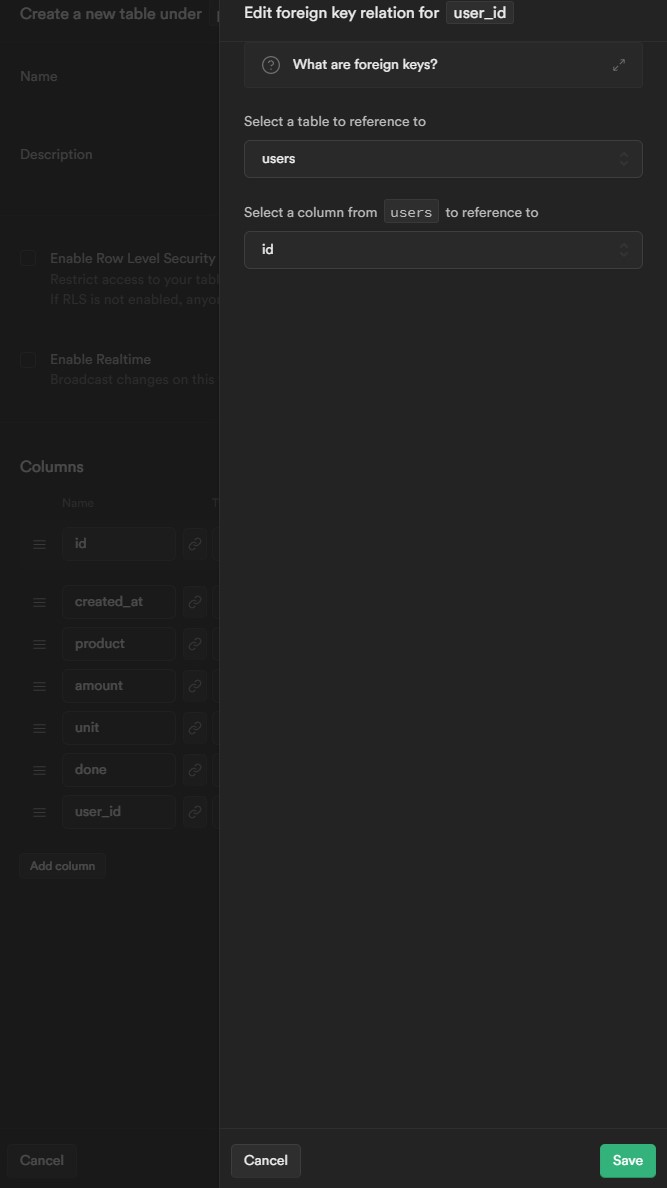 Create a new table under
Edit foreign key relation for user_id
What are foreign keys?
Name
Select a table to reference to
users
Description
Select a column from users to reference to
id
Enable Row Level Security
Restrict access to your tabl
If RLS is not enabled, anyo
Enable Realtime
Broadcast changes on this
Columns
Name T
id
created_at
product
amount
unit
done
user_id
Add column
Cancel
Cancel
Save